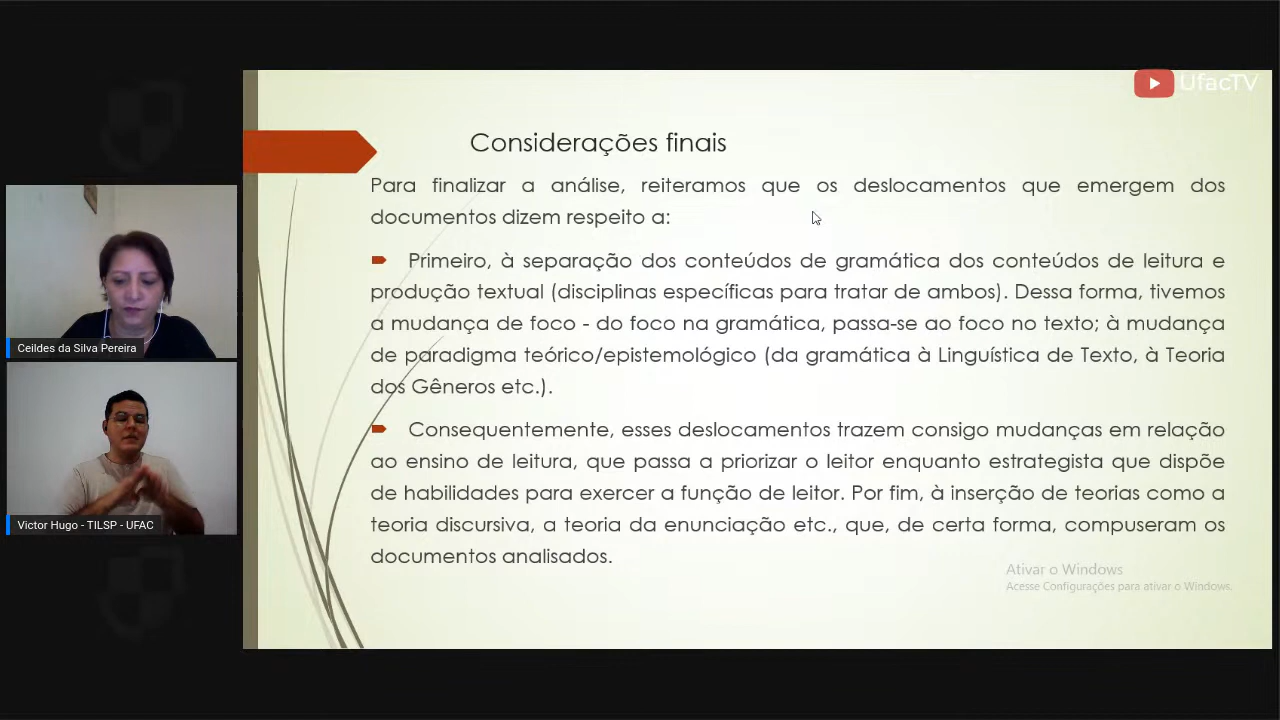 UfacTV
Considerações finais
Para finalizar a análise, reiteramos que os deslocamentos que emergem dos
documentos dizem respeito a:
Primeiro, à separação dos conteúdos de gramática dos conteúdos de leitura e
produção textual (disciplinas específicas para tratar de ambos). Dessa forma, tivemos
a mudança de foco - do foco na gramática, passa-se ao foco no texto; à mudança
de paradigma teórico/epistemológico (da gramática à Linguística de Texto, à Teoria
dos Gêneros etc.).
Consequentemente, esses deslocamentos trazem consigo mudanças em relação
ao ensino de leitura, que passa a priorizar o leitor enquanto estrategista que dispõe
de habilidades para exercer a função de leitor. Por fim, à inserção de teorias como a
teoria discursiva, a teoria da enunciação etc., que, de certa forma, compuseram os
documentos analisados.
Ceildes da Silva Pereira
Victor Hugo - TILSP - UFAC
Ativar o Windows
Acesse Configurações para ativar o Windows.